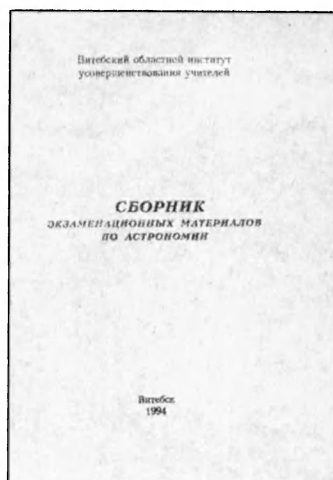 Витебский областной институт
усовершенствования учителей
СБОРНИК
ЭКЗАМЕНАЦИОННЫХ МАТЕРИАЛОВ
ПО АСТРОНОМИИ
Витебск
1994